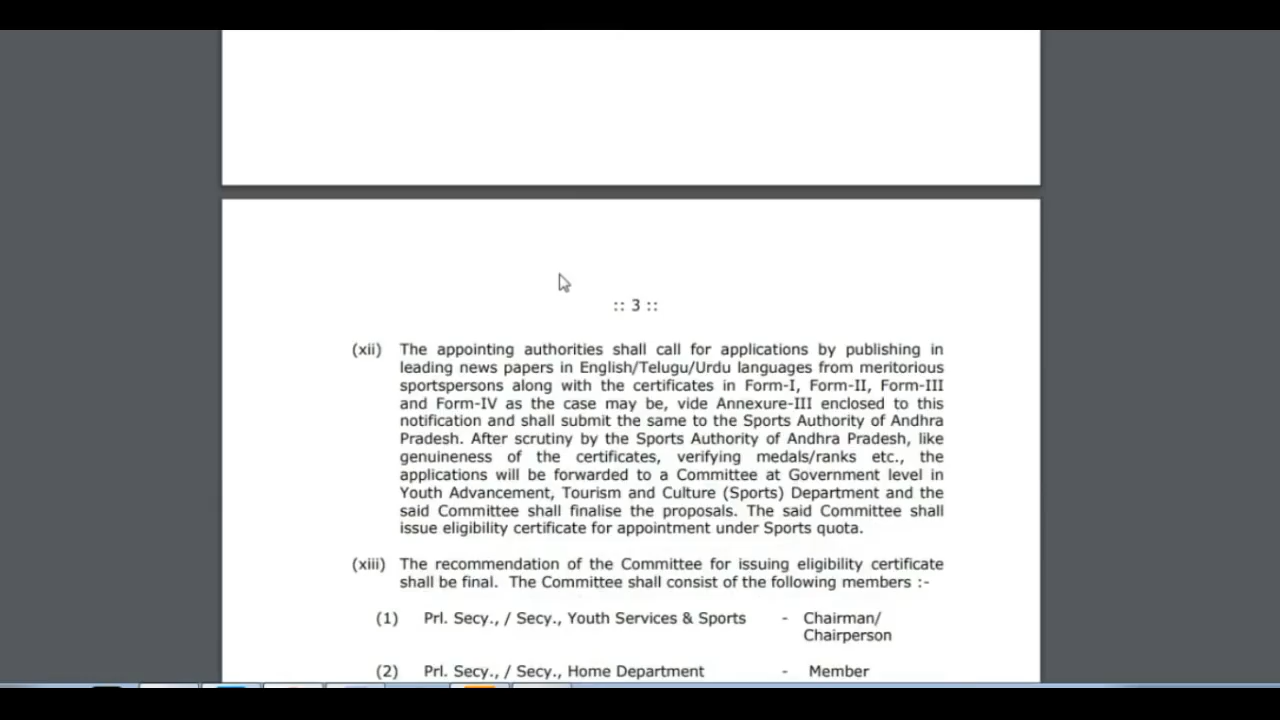 :: 3 ::
(xii) The appointing authorities shall call for applications by publishing in
leading news papers in English/Telugu/Urdu languages from meritorious
sportspersons along with the certificates in Form-I, Form-II, Form-III
and Form-IV as the case may be, vide Annexure-III enclosed to this
notification and shall submit the same to the Sports Authority of Andhra
Pradesh. After scrutiny by the Sports Authority of Andhra Pradesh, like
genuineness of the certificates, verifying medals/ranks etc., the
applications will be forwarded to a Committee at Government level in
Youth Advancement, Tourism and Culture (Sports) Department and the
said Committee shall finalise the proposals. The said Committee shall
issue eligibility certificate for appointment under Sports quota.
(xiii) The recommendation of the Committee for issuing eligibility certificate
shall be final. The Committee shall consist of the following members :-
(1) Prl. Secy., / Secy., Youth Services & Sports - Chairman/
Chairperson
(2) Prl. Secy., / Secy., Home Department - Member